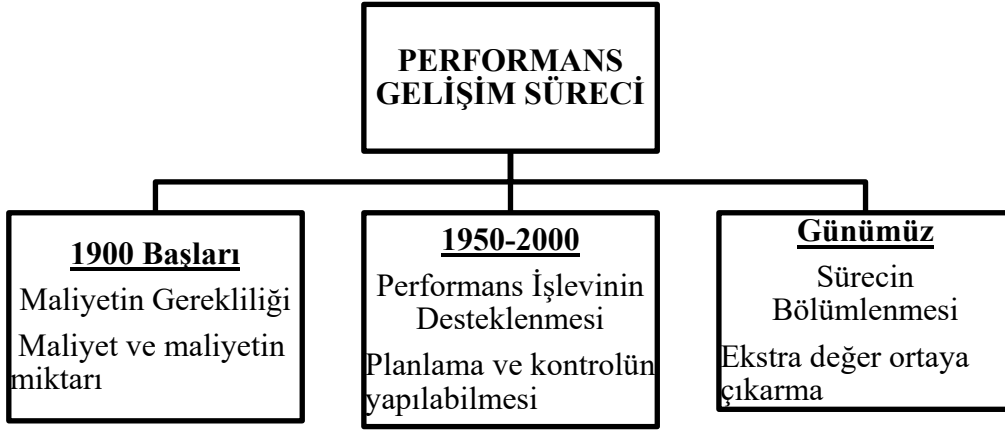 PERFORMANS
GELİŞİM SÜRECİ
1900 Başları
Maliyetin Gerekliliği
Maliyet ve maliyetin
miktarı
1950-2000
Performans İşlevinin
Desteklenmesi
Planlama ve kontrolün
yapılabilmesi
Günümüz
Sürecin
Bölümlenmesi
Ekstra değer ortaya
çıkarma